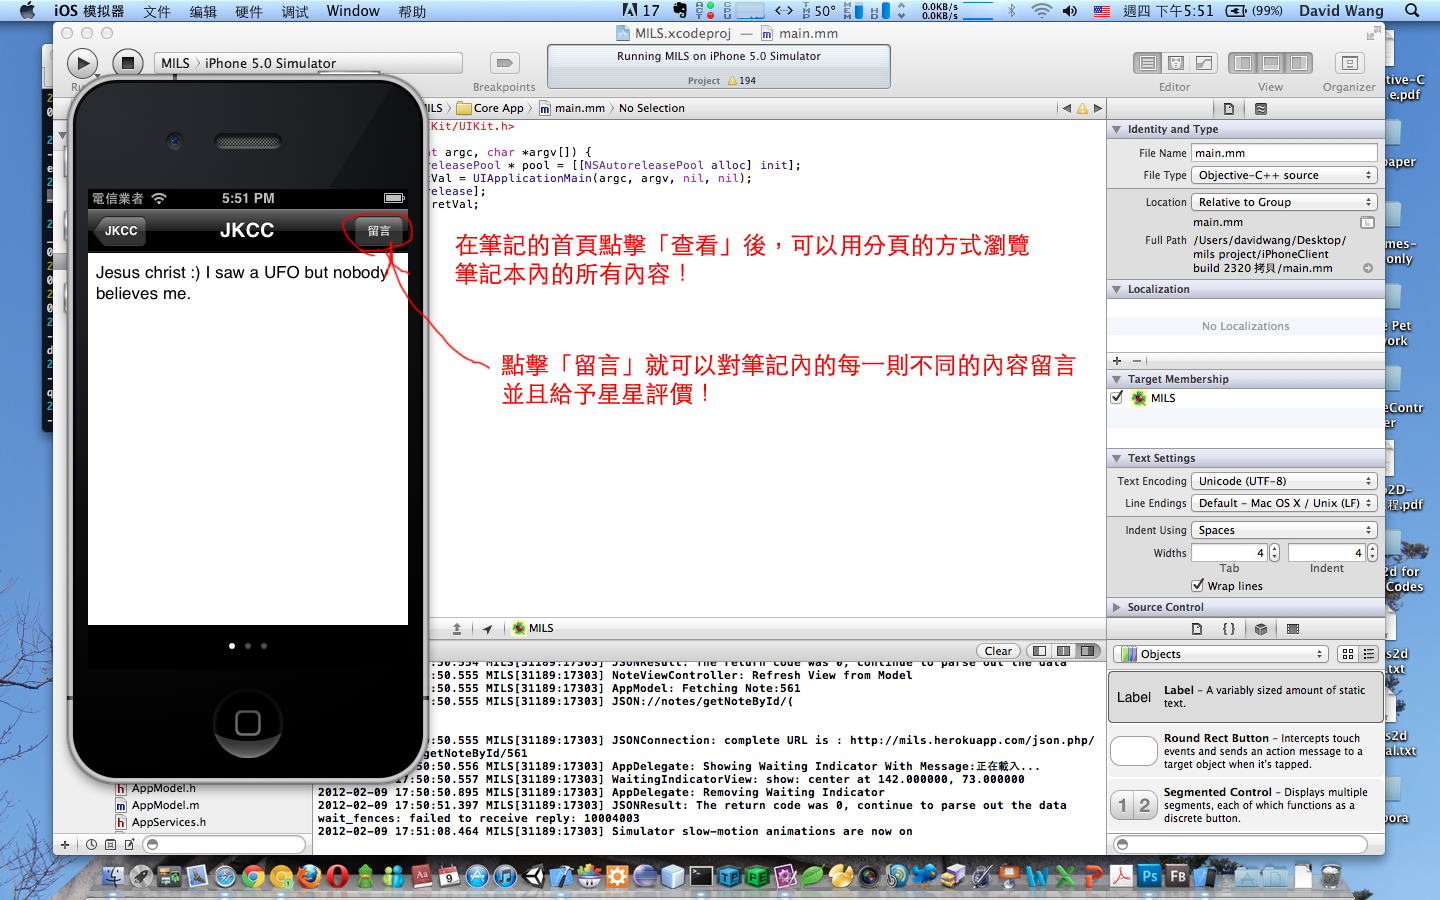 iOS 模拟器 文件 编辑 硬件 调试 Window 帮助
17 50° 0.0KB/s 0.0KB/s 週四 下午5:51 (99%) David Wang
MILS.xcodeproj — main.mm
MILS iPhone 5.0 Simulator
Running MILS on iPhone 5.0 Simulator
Project 194
Breakpoints
Editor
View
Organizer
Core App main.mm No Selection
Kit/UIKit.h>
t argc, char *argv[]) {
releasePool * pool = [[NSAutoreleasePool alloc] init];
tVal = UIApplicationMain(argc, argv, nil, nil);
release];
retVal;
電信業者 5:51 PM
JKCC JKCC 留言
Jesus christ :) I saw a UFO but nobody
believes me.
在筆記的首頁點擊「查看」後，可以用分頁的方式瀏覽
筆記本內的所有內容！
點擊「留言」就可以對筆記內的每一則不同的內容留言
並且給予星星評價！
Identity and Type
File Name main.mm
File Type Objective-C++ source
Location Relative to Group
main.mm
Full Path /Users/davidwang/Desktop/
mils project/iPhoneClient
build 2320 拷貝/main.mm
Localization
No Localizations
Target Membership
MILS
Text Settings
Text Encoding Unicode (UTF-8)
Line Endings Default - Mac OS X / Unix (LF)
Indent Using Spaces
Widths 4 4
Tab Indent
Wrap lines
Source Control
Objects
Label Label - A variably sized amount of static
text.
Round Rect Button - Intercepts touch
events and sends an action message to a
target object when it's tapped.
1 2 Segmented Control - Displays multiple
segments, each of which functions as a
discrete button.
MILS
Clear
:50.554 MILS[31189:17303] JSONResult: The return code was 0, continue to parse out the data
:50.555 MILS[31189:17303] NoteViewController: Refresh View from Model
:50.555 MILS[31189:17303] AppModel: Fetching Note:561
:50.555 MILS[31189:17303] JSON://notes/getNoteById/(
:50.555 MILS[31189:17303] JSONConnection: complete URL is : http://mils.herokuapp.com/json.php/
getNoteById/561
:50.556 MILS[31189:17303] AppDelegate: Showing Waiting Indicator With Message:正在載入...
:50.557 MILS[31189:17303] WaitingIndicatorView: show: center at 142.000000, 73.000000
2012-02-09 17:50:50.895 MILS[31189:17303] AppDelegate: Removing Waiting Indicator
2012-02-09 17:50:51.397 MILS[31189:17303] JSONResult: The return code was 0, continue to parse out the data
wait_fences: failed to receive reply: 10004003
2012-02-09 17:51:08.464 MILS[31189:17303] Simulator slow-motion animations are now on
AppModel.h
AppModel.m
AppServices.h